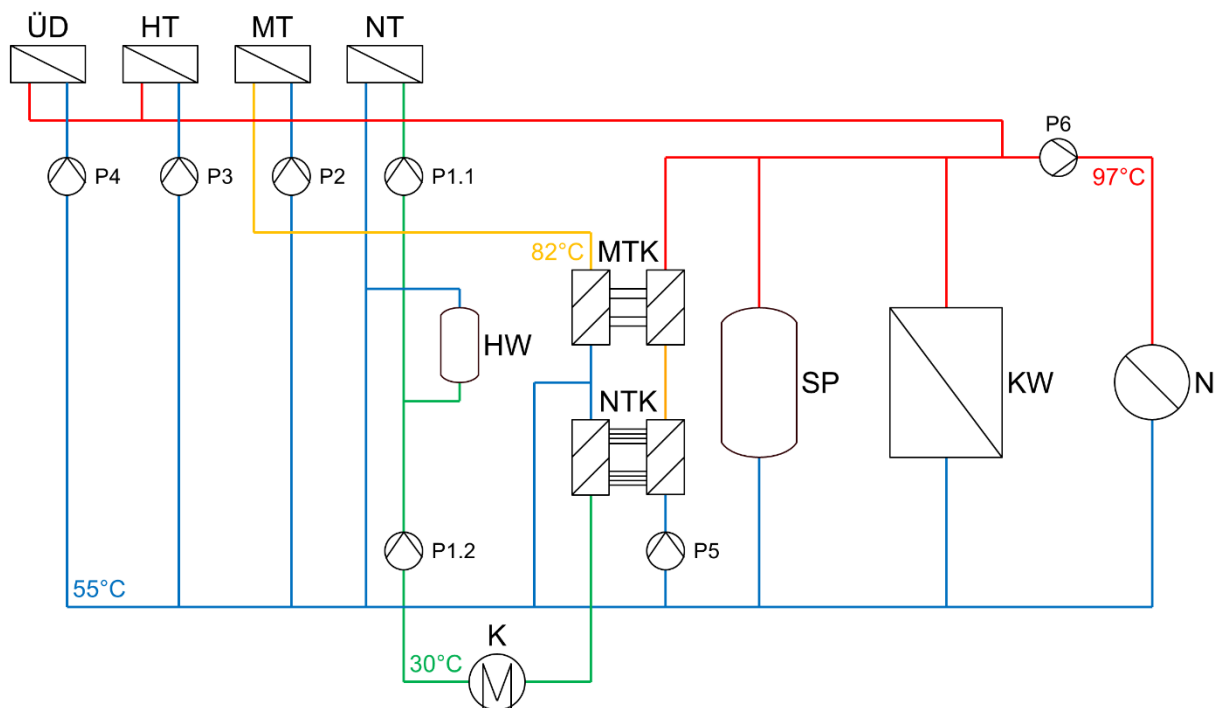 ÜD HT MT NT
P6
P4 P3 P2 P1.1
97°C
82°C MTK
HW
SP KW N
NTK
P1.2 P5
55°C
K
30°C